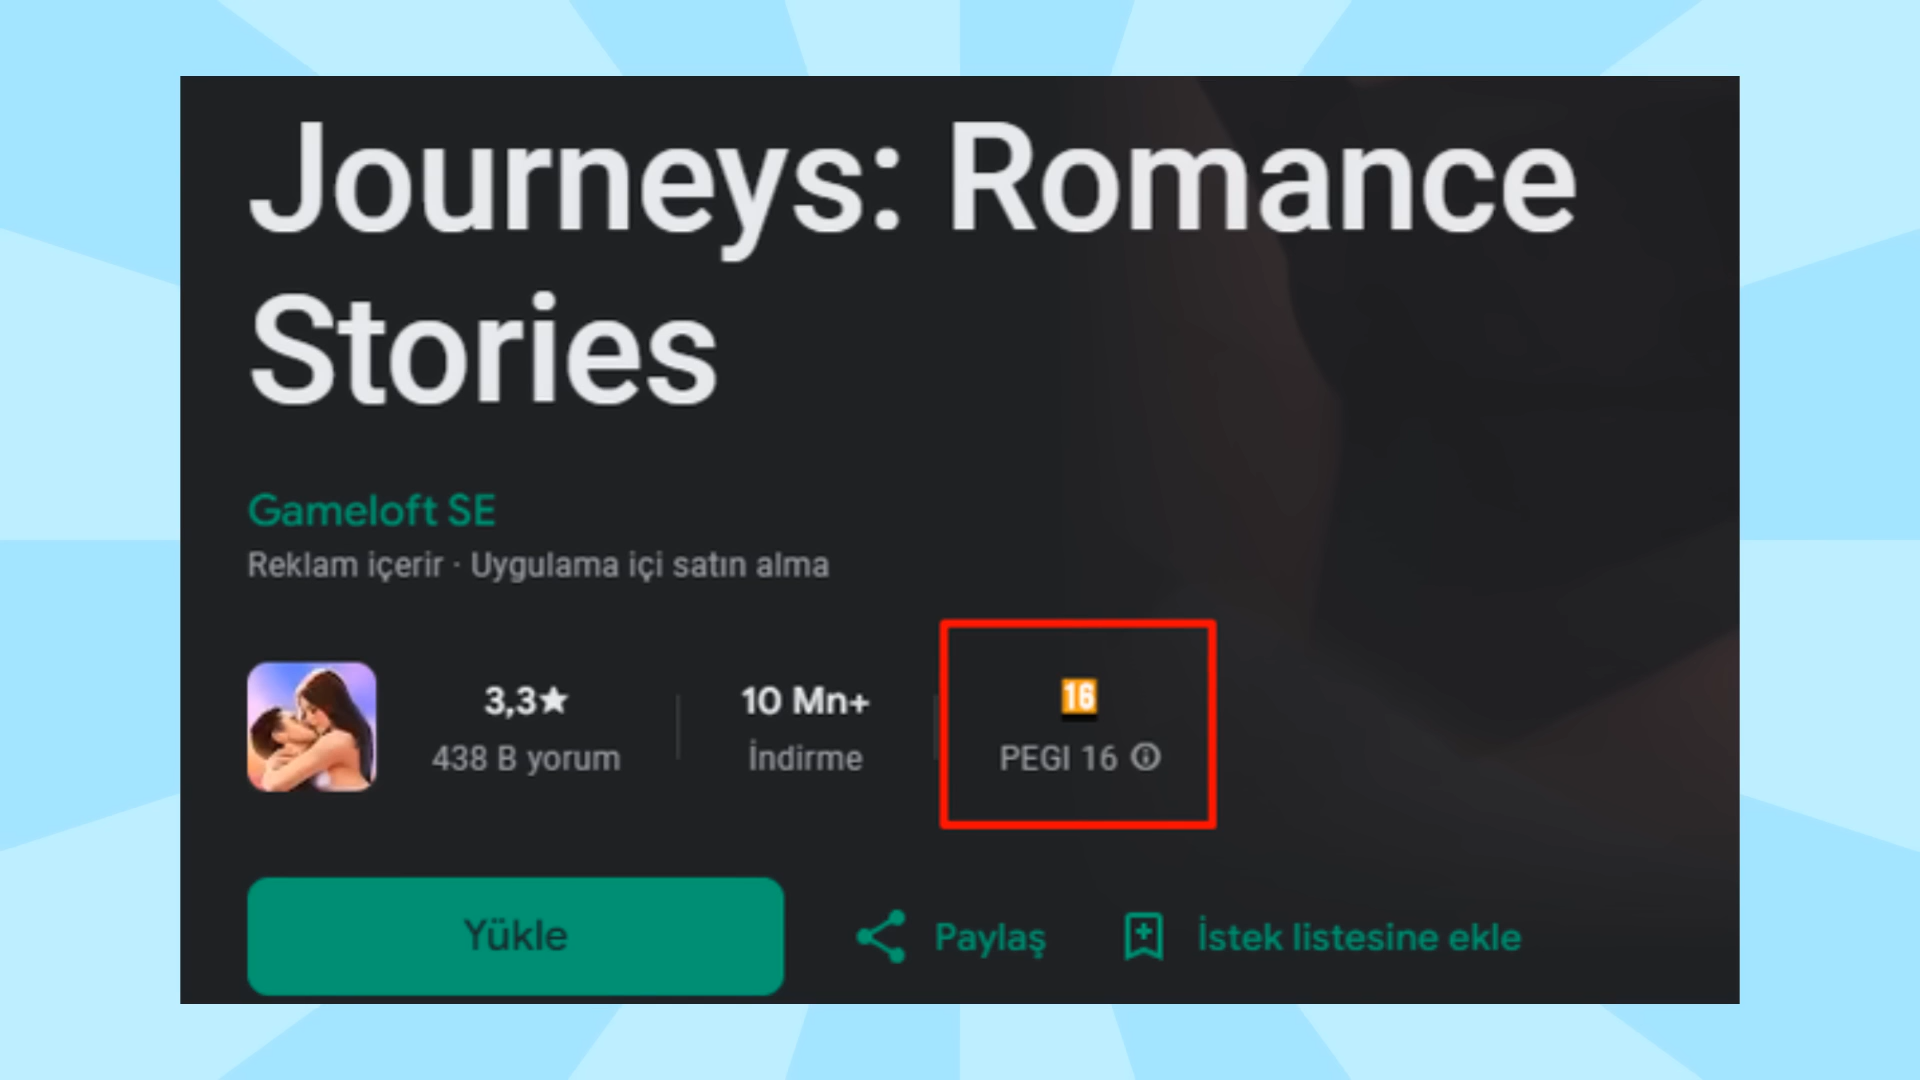 Journeys: Romance
Stories
Gameloft SE
Reklam içerir · Uygulama içi satın alma
3,3★
438 B yorum
10 Mn+
İndirme
16
PEGI 16
Yükle
Paylaş
İstek listesine ekle